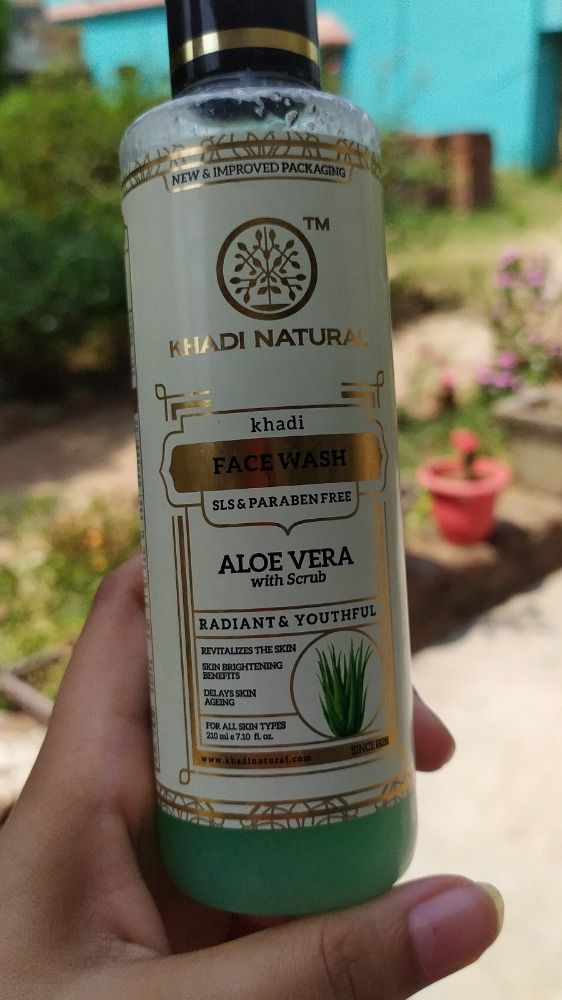 NEW & IMPROVED PACKAGING
TM
KHADI NATURAL
khadi
FACE WASH
SLS & PARABEN FREE
ALOE VERA
with Scrub
RADIANT & YOUTHFUL
REVITALIZES THE SKIN
SKIN BRIGHTENING
BENEFITS
DELAYS SKIN
AGEING
FOR ALL SKIN TYPES
210 ml e 7.10 fl. oz.
www.khadinatural.com
SINCE